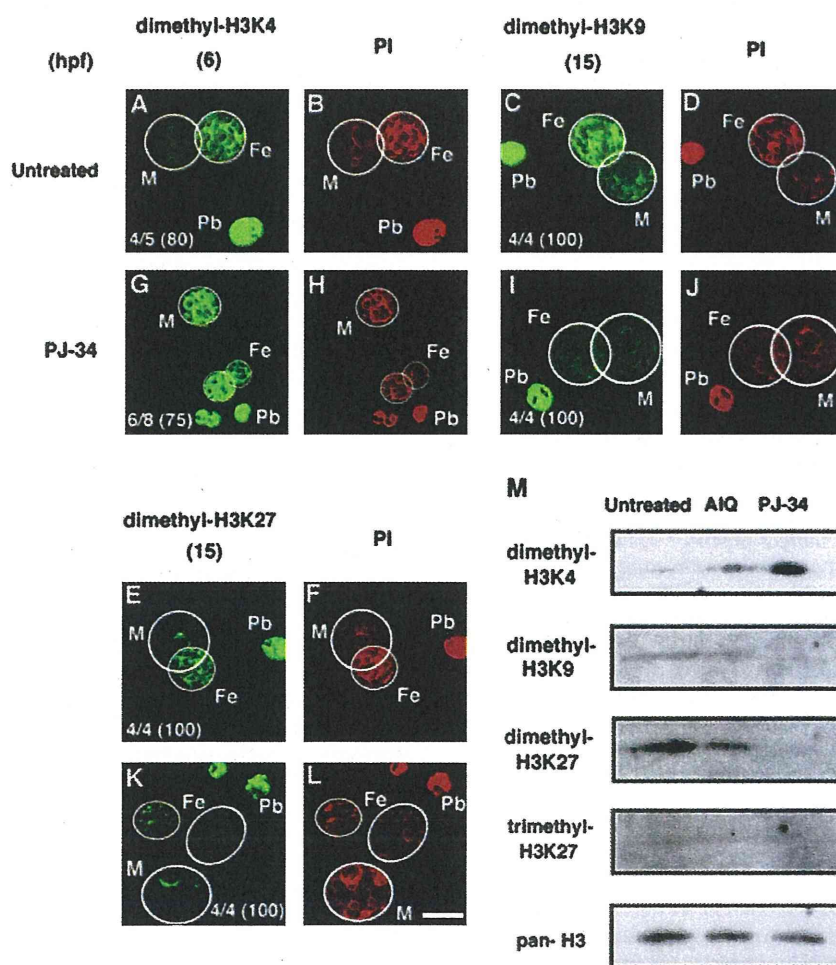 dimethyl-H3K4 dimethyl-H3K9
(hpf) (6) PI (15) PI
Untreated
A Fe M Pb 4/5 (80)
B Fe M Pb
C Fe Pb M 4/4 (100)
D Fe Pb M
PJ-34
G M Fe Pb 6/8 (75)
H M Fe Pb
I Fe Pb M 4/4 (100)
J Fe Pb M
dimethyl-H3K27
(15) PI
E M Pb Fe 4/4 (100)
F M Pb Fe
K Fe Pb M 4/4 (100)
L Fe Pb M
M
Untreated AIQ PJ-34
dimethyl-
H3K4
dimethyl-
H3K9
dimethyl-
H3K27
trimethyl-
H3K27
pan- H3